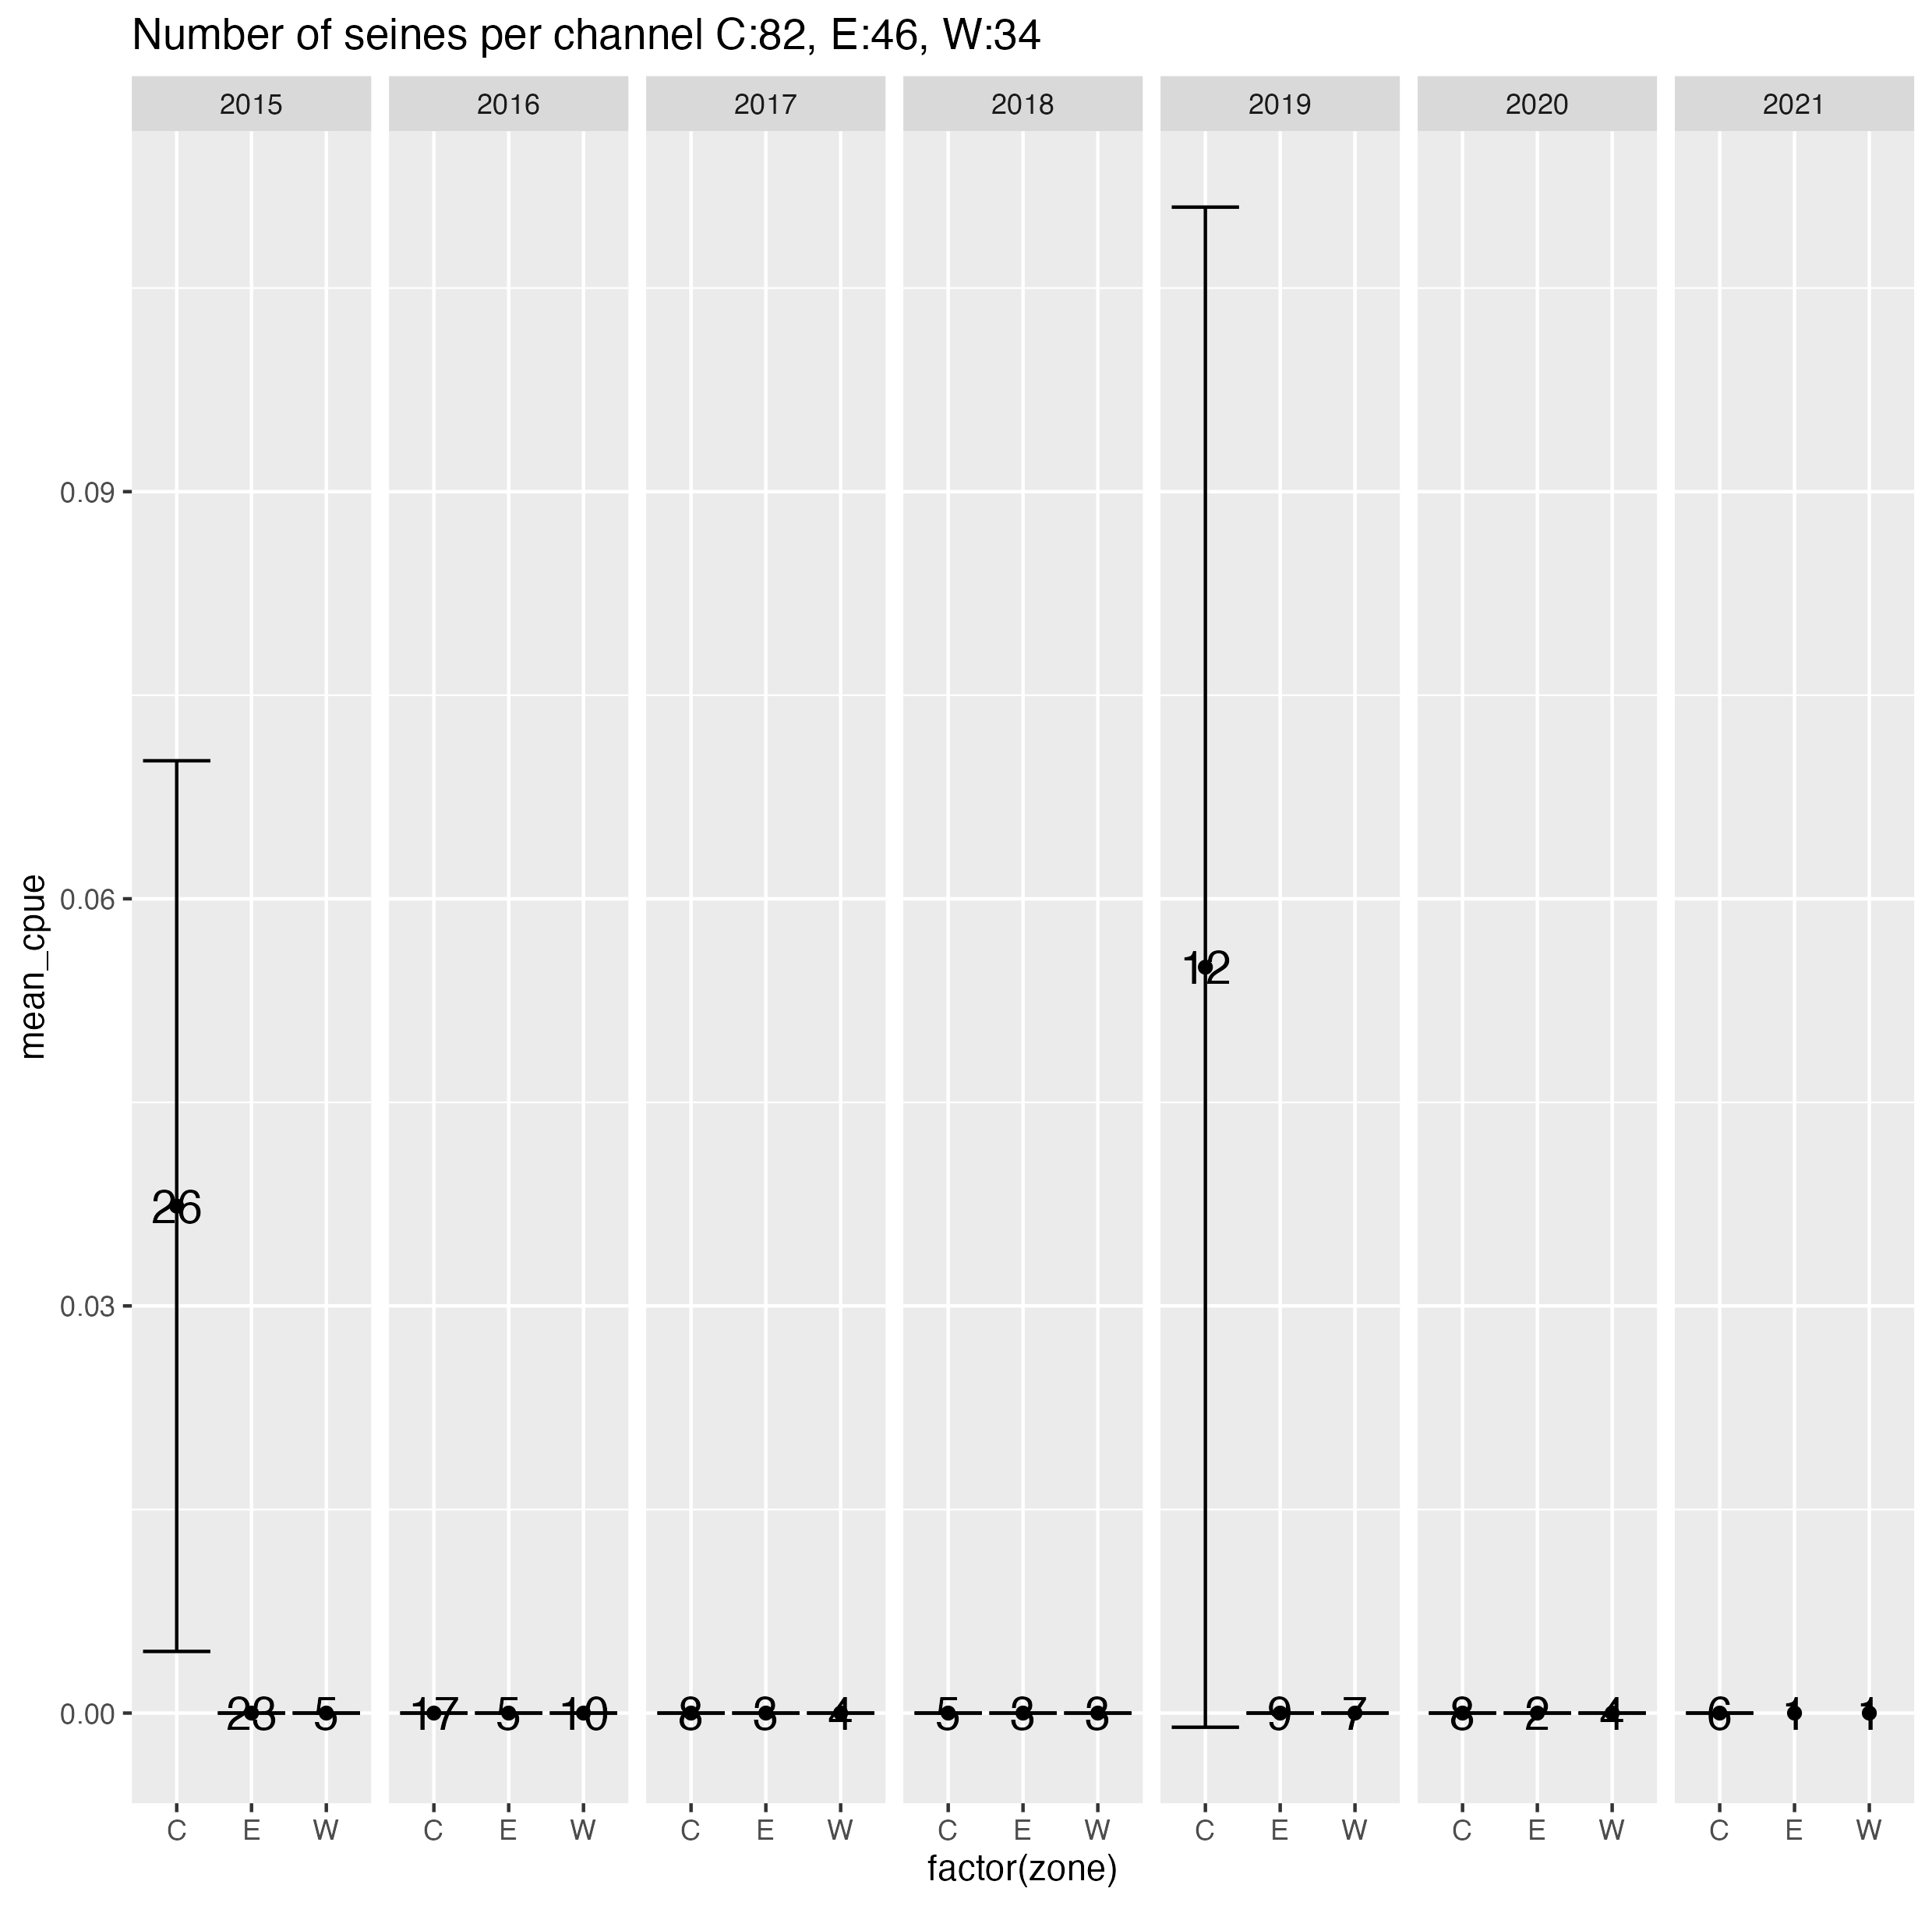 Number of seines per channel C:82, E:46, W:34
2015 2016 2017 2018 2019 2020 2021
mean_cpue
0.09
0.06
0.03
0.00
12
26
23 5 17 5 10 8 3 4 5 3 3 9 7 8 2 4 6 1 1
C E W C E W C E W C E W C E W C E W C E W
factor(zone)